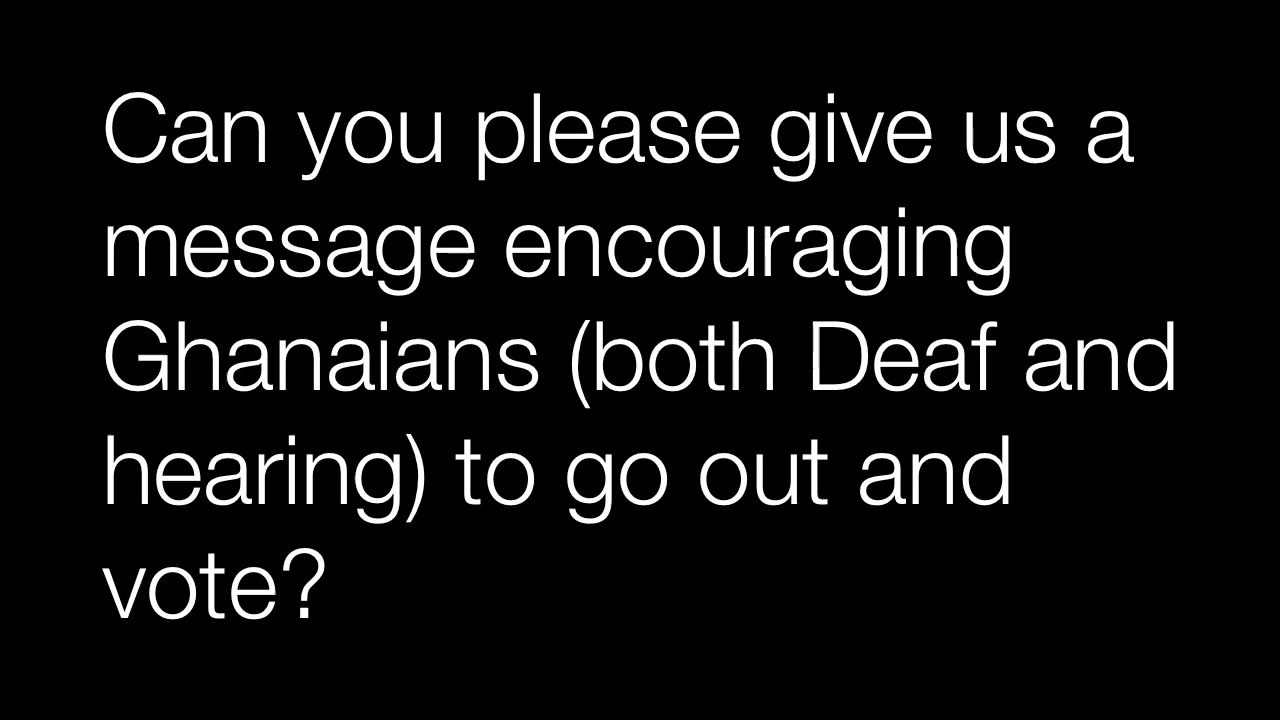 Can you please give us a
message encouraging
Ghanaians (both Deaf and
hearing) to go out and
vote?